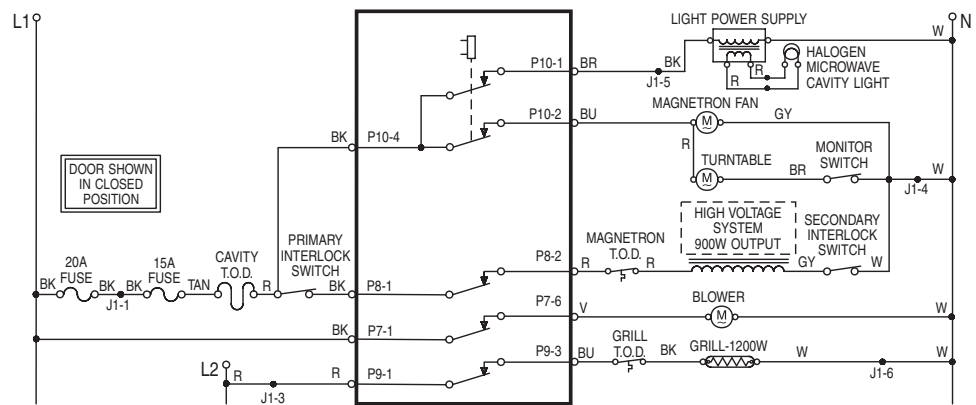 L1
N
LIGHT POWER SUPPLY
W
HALOGEN
MICROWAVE
CAVITY LIGHT
R
R
P10-1
BR
BK
J1-5
MAGNETRON FAN
P10-2
BU
GY
BK
P10-4
R
TURNTABLE
BR
MONITOR
SWITCH
W
J1-4
M
~
M
~
DOOR SHOWN
IN CLOSED
POSITION
HIGH VOLTAGE
SYSTEM
900W OUTPUT
SECONDARY
INTERLOCK
SWITCH
MAGNETRON
T.O.D.
P8-2
R
R
GY
W
20A
FUSE
15A
FUSE
CAVITY
T.O.D.
PRIMARY
INTERLOCK
SWITCH
BK
BK
BK
TAN
R
BK
P8-1
J1-1
P7-6
V
BLOWER
M
~
W
BK
P7-1
GRILL
T.O.D.
P9-3
BU
BK
GRILL-1200W
W
W
J1-6
L2
R
J1-3
R
P9-1